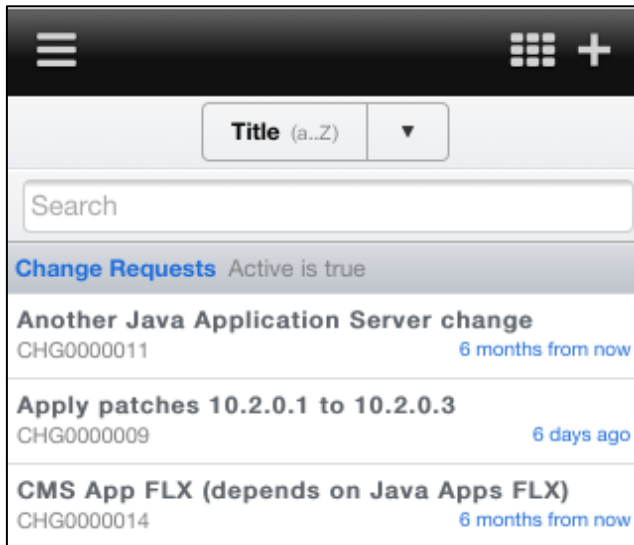 Title (a..Z) ▼
Search
Change Requests Active is true
Another Java Application Server change
CHG0000011 6 months from now
Apply patches 10.2.0.1 to 10.2.0.3
CHG0000009 6 days ago
CMS App FLX (depends on Java Apps FLX)
CHG0000014 6 months from now